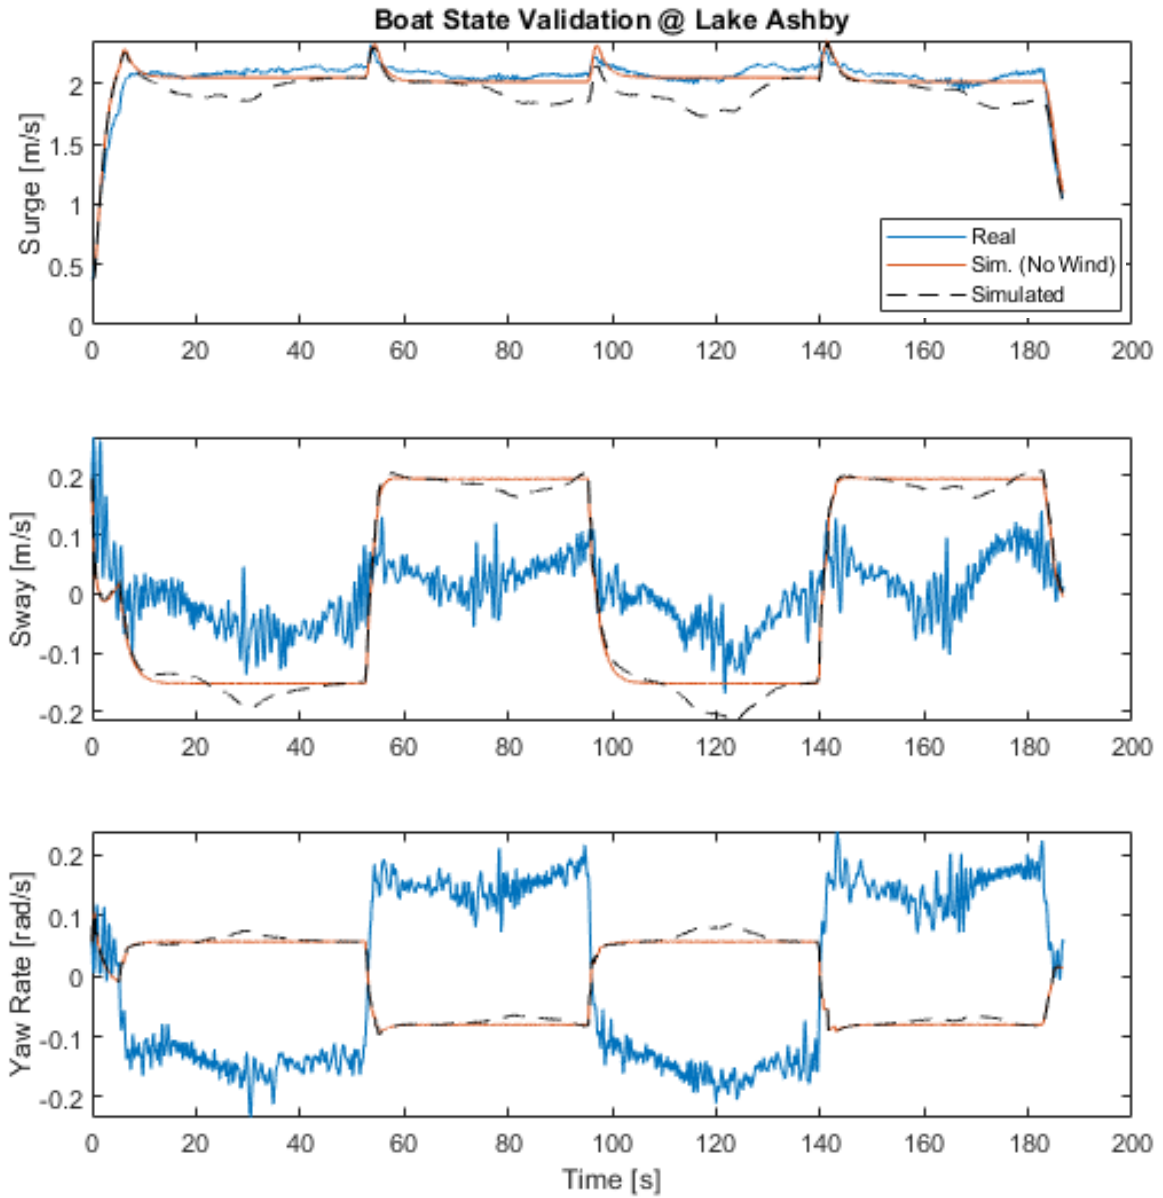 Boat State Validation @ Lake Ashby
Surge [m/s]
2
1.5
1
0.5
0
0 20 40 60 80 100 120 140 160 180 200
Real
Sim. (No Wind)
Simulated
Sway [m/s]
0.2
0.1
0
-0.1
-0.2
0 20 40 60 80 100 120 140 160 180 200
Yaw Rate [rad/s]
0.2
0.1
0
-0.1
-0.2
0 20 40 60 80 100 120 140 160 180 200
Time [s]